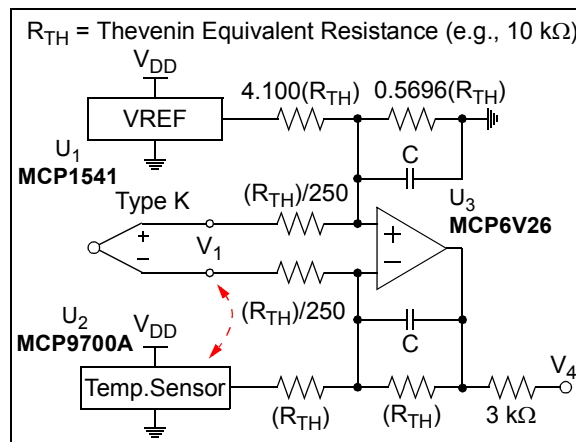 RTH = Thevenin Equivalent Resistance (e.g., 10 kΩ)
VDD
4.100(RTH)
0.5696(RTH)
VREF
U1
MCP1541
C
Type K
(RTH)/250
U3
MCP6V26
+
−
V1
+
−
(RTH)/250
U2
MCP9700A
VDD
C
V4
Temp.Sensor
(RTH)
(RTH)
3 kΩ